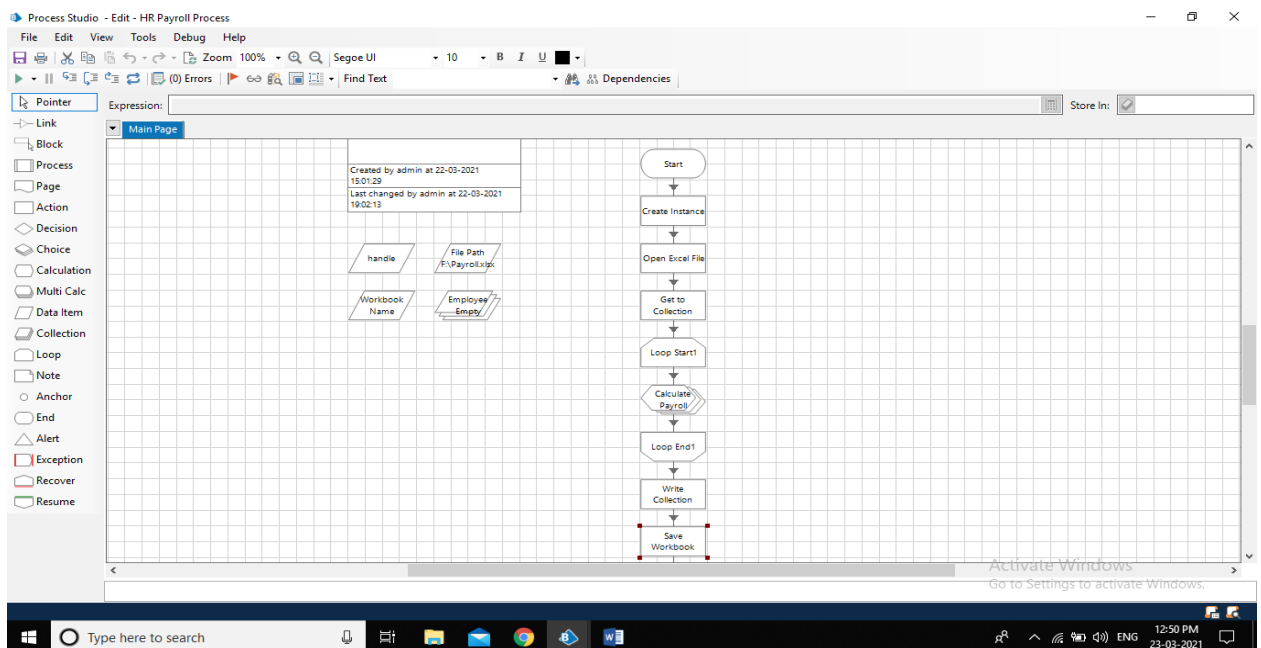 Process Studio - Edit - HR Payroll Process
File Edit View Tools Debug Help
Zoom 100% Segoe UI 10 B I U
(0) Errors Find Text Dependencies
Pointer
Link
Block
Process
Page
Action
Decision
Choice
Calculation
Multi Calc
Data Item
Collection
Loop
Note
Anchor
End
Alert
Exception
Recover
Resume
Expression:
Store In:
Main Page
Created by admin at 22-03-2021
15:01:29
Last changed by admin at 22-03-2021
19:02:13
handle
File Path
F:\Payroll.xlsx
Workbook
Name
Employee
Empty
Start
Create Instance
Open Excel File
Get to
Collection
Loop Start1
Calculate
Payroll
Loop End1
Write
Collection
Save
Workbook
Activate Windows
Go to Settings to activate Windows.
Type here to search
ENG
12:50 PM
23-03-2021